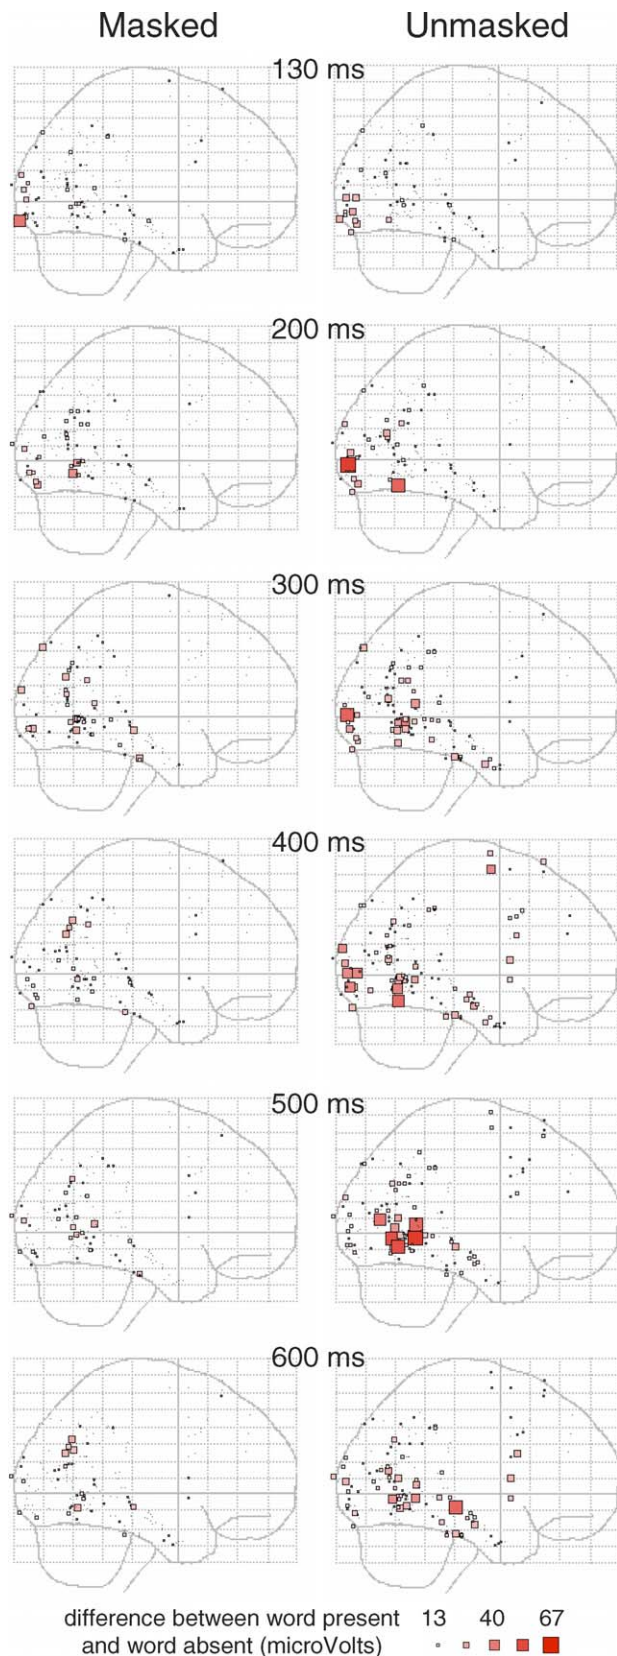 Masked Unmasked
130 ms
200 ms
300 ms
400 ms
500 ms
600 ms
difference between word present 13 40 67
and word absent (microVolts)